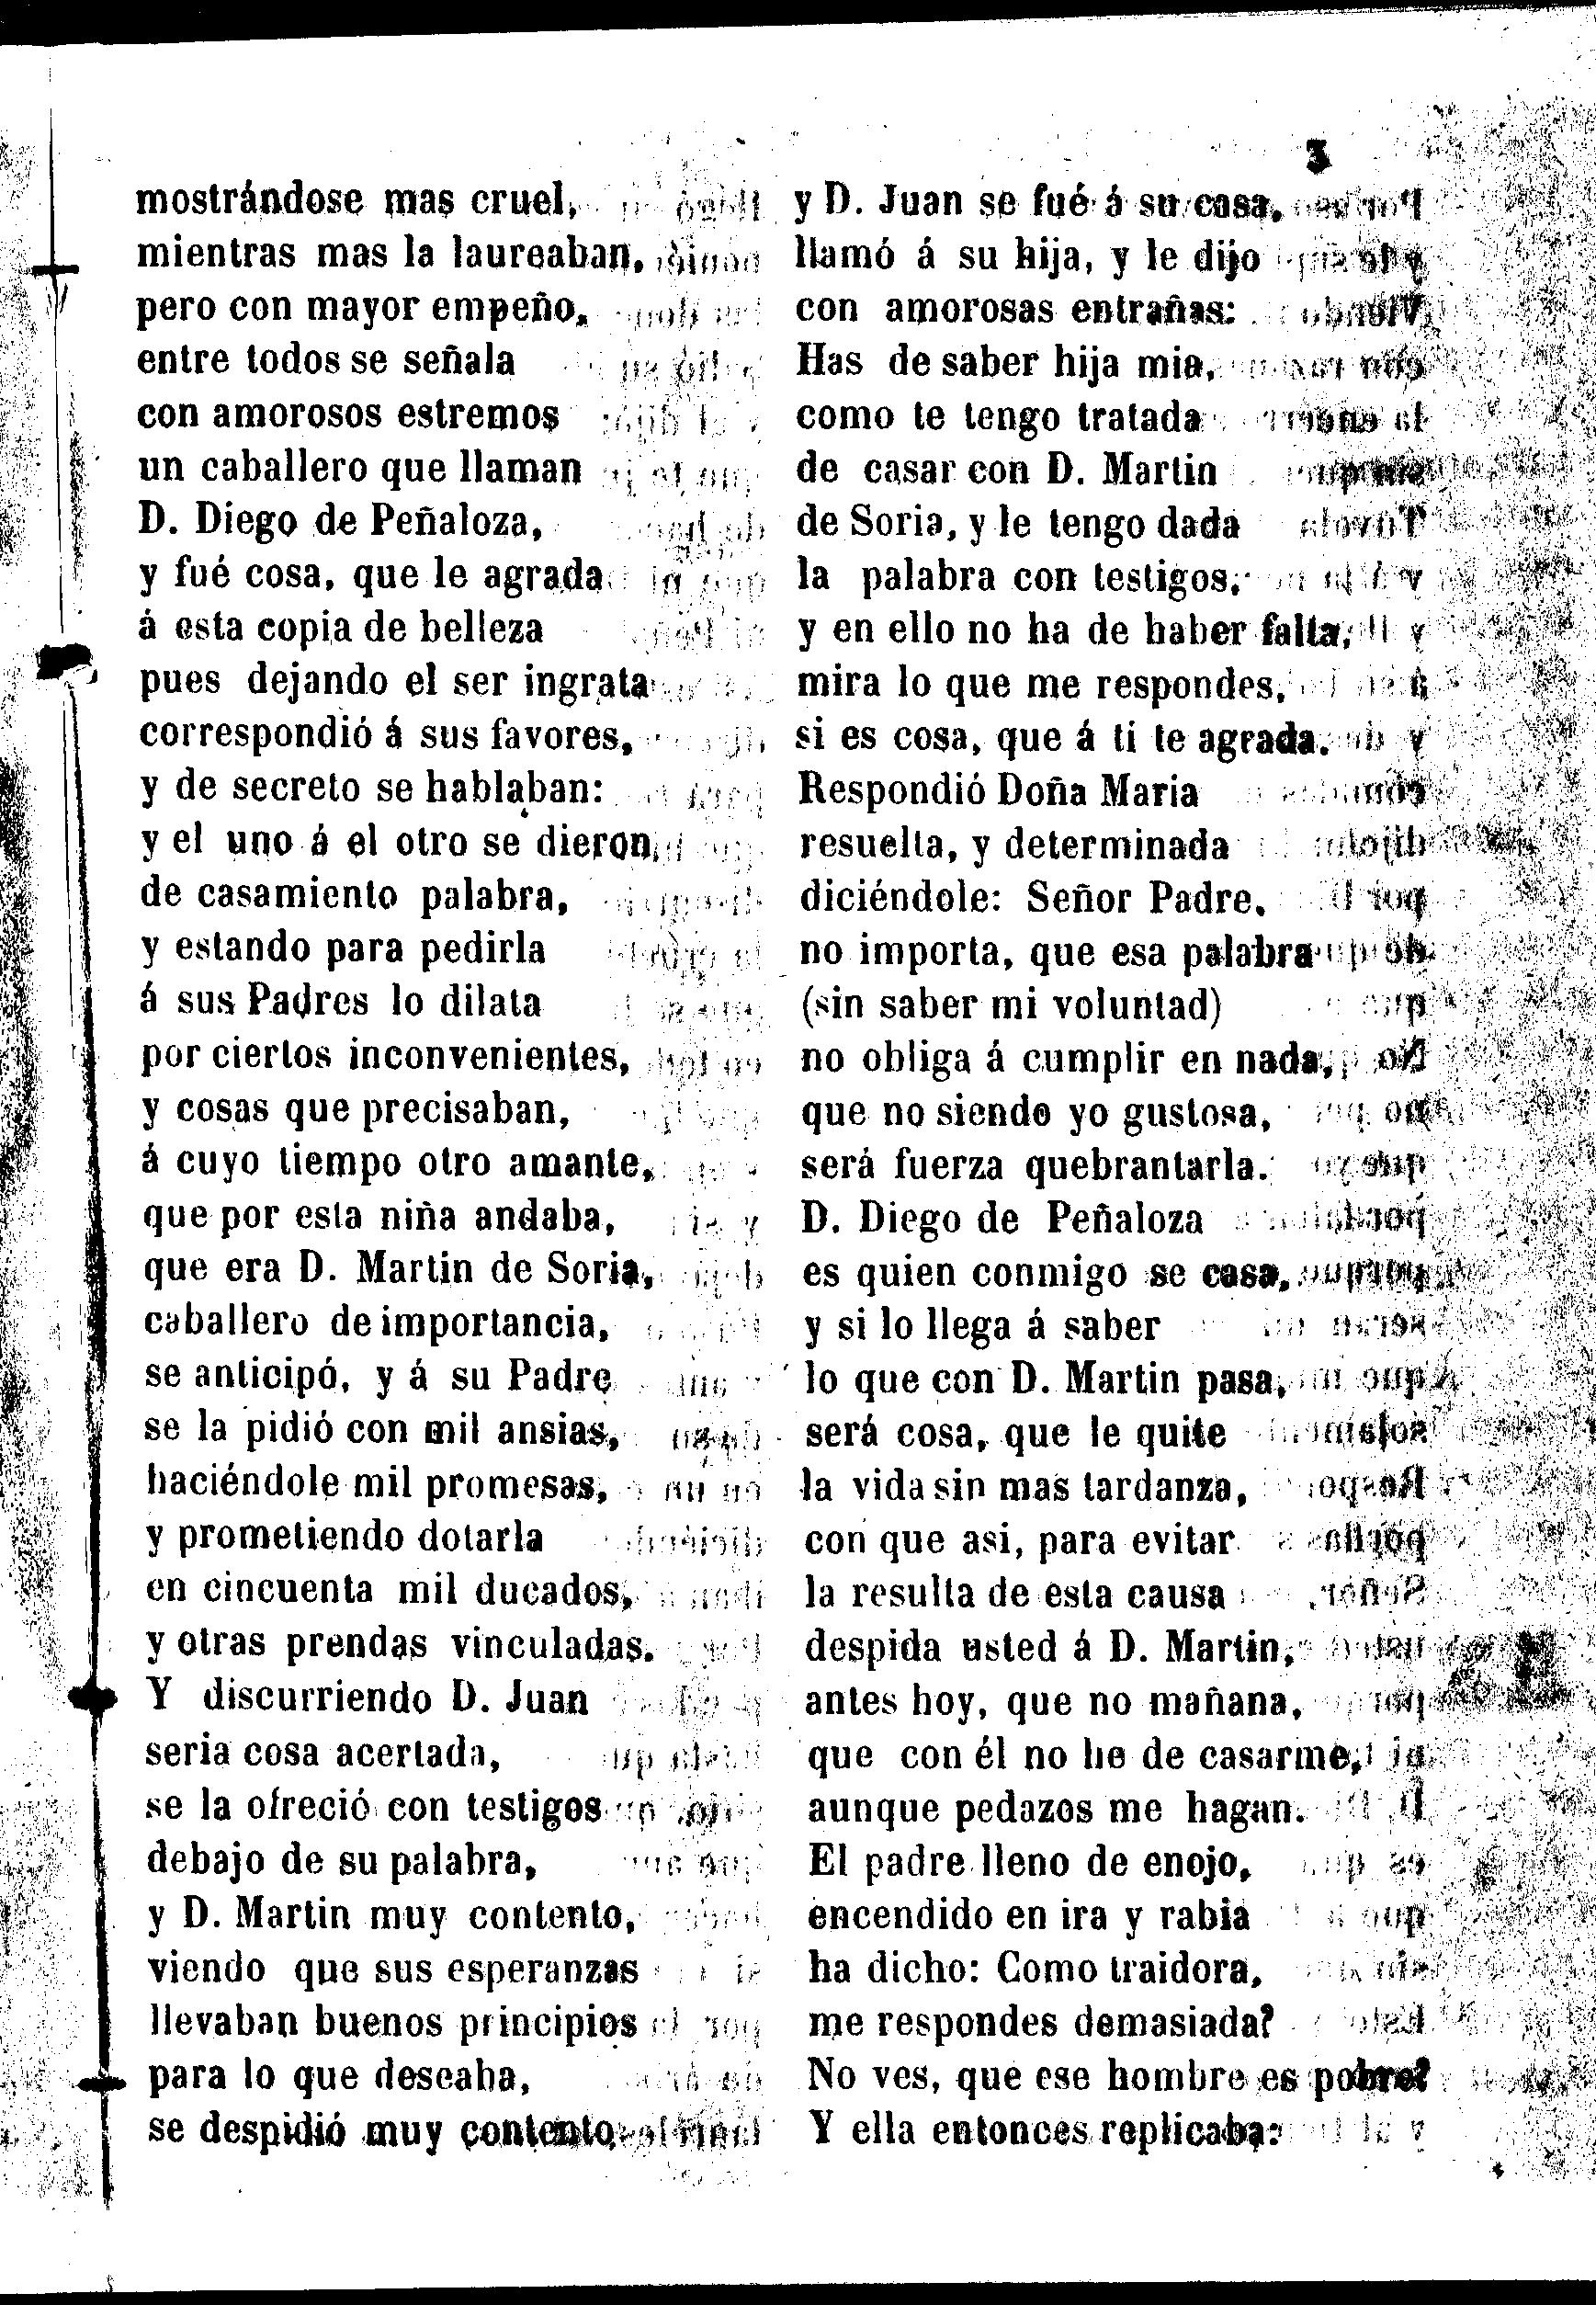 3
mostrándose mas cruel,
mientras mas la laureaban,
pero con mayor empeño,
entre todos se señala
con amorosos estremos
un caballero que llaman
D. Diego de Peñaloza,
y fué cosa, que le agrada
á esta copia de belleza
pues dejando el ser ingrata
correspondió á sus favores,
y de secreto se hablaban:
y el uno á el otro se dieron
de casamiento palabra,
y estando para pedirla
á sus Padres lo dilata
por ciertos inconvenientes,
y cosas que precisaban,
á cuyo tiempo otro amante,
que por esta niña andaba,
que era D. Martin de Soria,
caballero de importancia,
se anticipó, y á su Padre
se la pidió con mil ansias,
haciéndole mil promesas,
y prometiendo dotarla
en cincuenta mil ducados,
y otras prendas vinculadas.
Y discurriendo D. Juan
seria cosa acertada,
se la ofreció con testigos
debajo de su palabra,
y D. Martin muy contento,
viendo que sus esperanzas
llevaban buenos principios
para lo que deseaba,
se despidió muy contento
y D. Juan se fué á su casa,
llamó á su hija, y le dijo
con amorosas entrañas:
Has de saber hija mia,
como te tengo tratada
de casar con D. Martin
de Soria, y le tengo dada
la palabra con testigos,
y en ello no ha de haber falta,
mira lo que me respondes,
si es cosa, que á ti te agrada.
Respondió Doña Maria
resuelta, y determinada
diciéndole: Señor Padre,
no importa, que esa palabra
(sin saber mi voluntad)
no obliga á cumplir en nada,
que no siendo yo gustosa,
será fuerza quebrantarla.
D. Diego de Peñaloza
es quien conmigo se casa,
y si lo llega á saber
lo que con D. Martin pasa,
será cosa, que le quite
la vida sin mas tardanza,
con que asi, para evitar
la resulta de esta causa
despida usted á D. Martin,
antes hoy, que no mañana,
que con él no he de casarme,
aunque pedazos me hagan.
El padre lleno de enojo,
encendido en ira y rabia
ha dicho: Como traidora,
me respondes demasiada?
No ves, que ese hombre es pobre?
Y ella entonces replicaba: